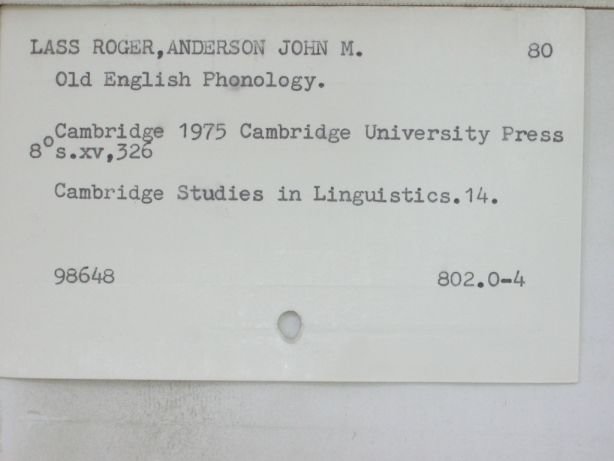 LASS ROGER,ANDERSON JOHN M. 80
Old English Phonology.
Cambridge 1975 Cambridge University Press
8° s.xv,326
Cambridge Studies in Linguistics.14.
98648 802.0-4